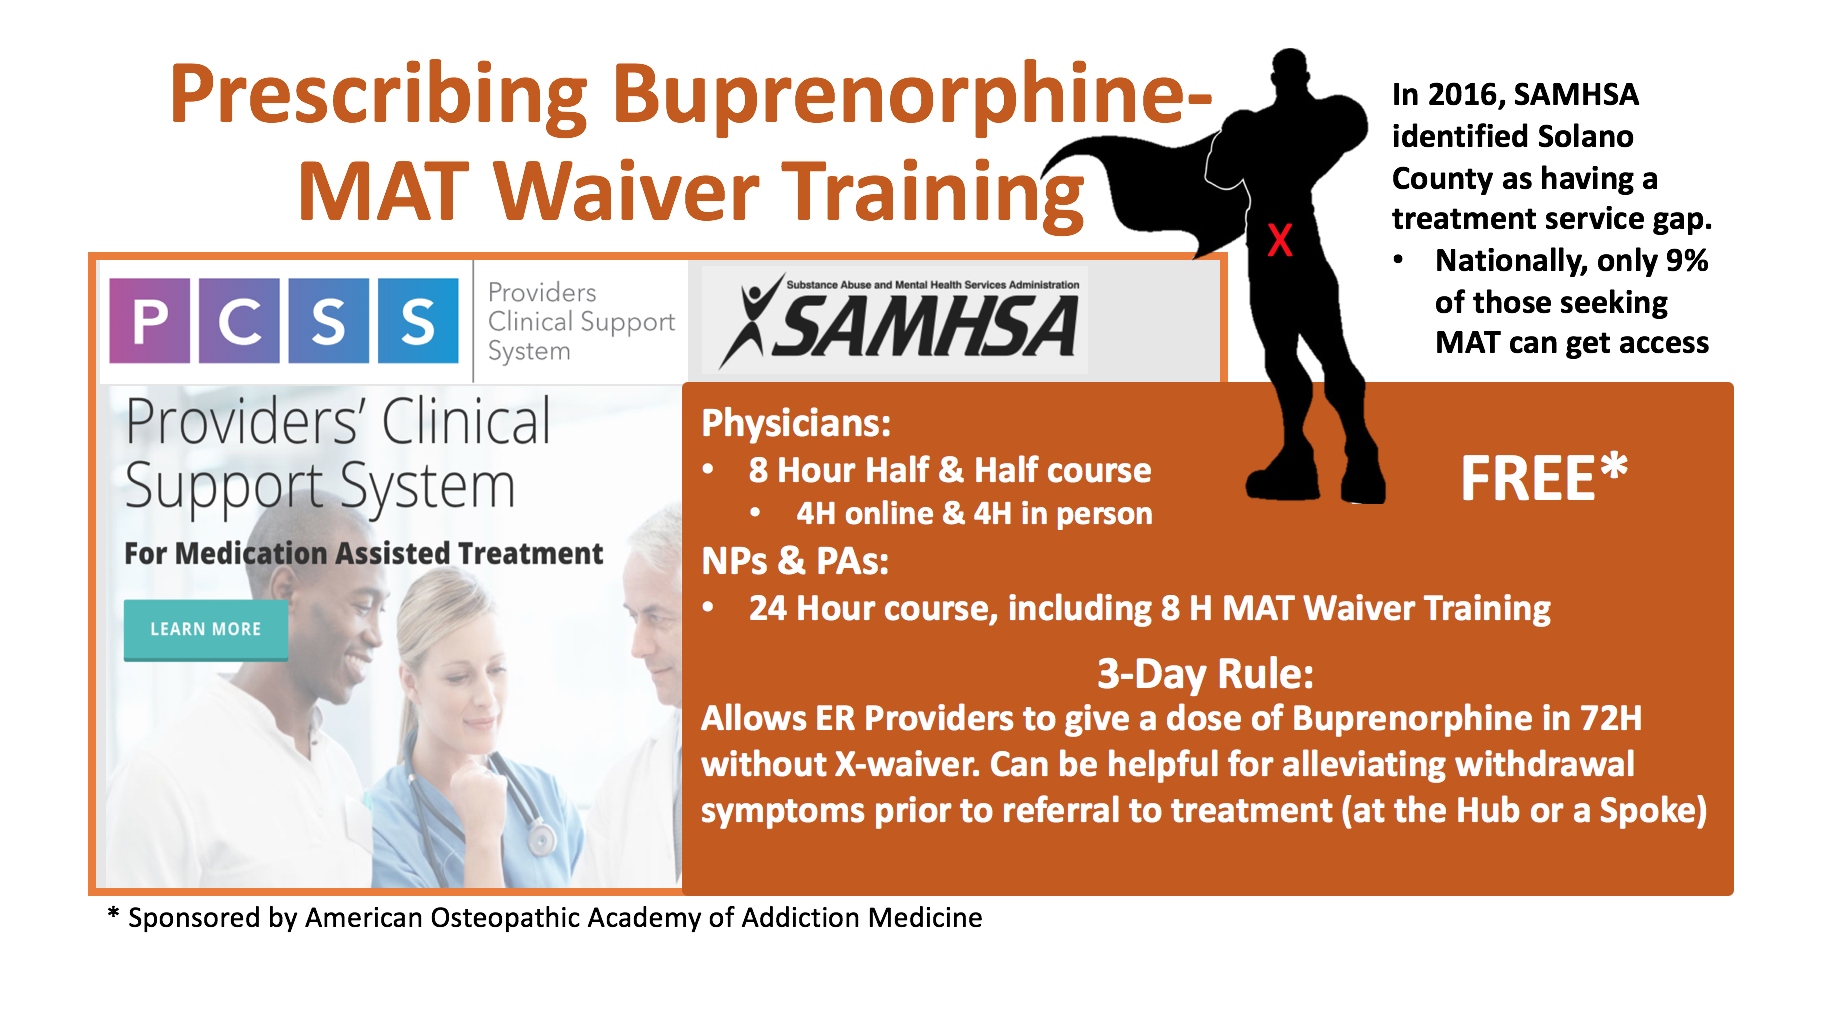 Prescribing Buprenorphine-
MAT Waiver Training
In 2016, SAMHSA
identified Solano
County as having a
treatment service gap.
• Nationally, only 9%
of those seeking
MAT can get access
X
P C S S
Providers
Clinical Support
System
Substance Abuse and Mental Health Services Administration
SAMHSA
Providers’ Clinical
Support System
For Medication Assisted Treatment
LEARN MORE
Physicians:
• 8 Hour Half & Half course
• 4H online & 4H in person
NPs & PAs:
• 24 Hour course, including 8 H MAT Waiver Training
FREE*
3-Day Rule:
Allows ER Providers to give a dose of Buprenorphine in 72H
without X-waiver. Can be helpful for alleviating withdrawal
symptoms prior to referral to treatment (at the Hub or a Spoke)
* Sponsored by American Osteopathic Academy of Addiction Medicine